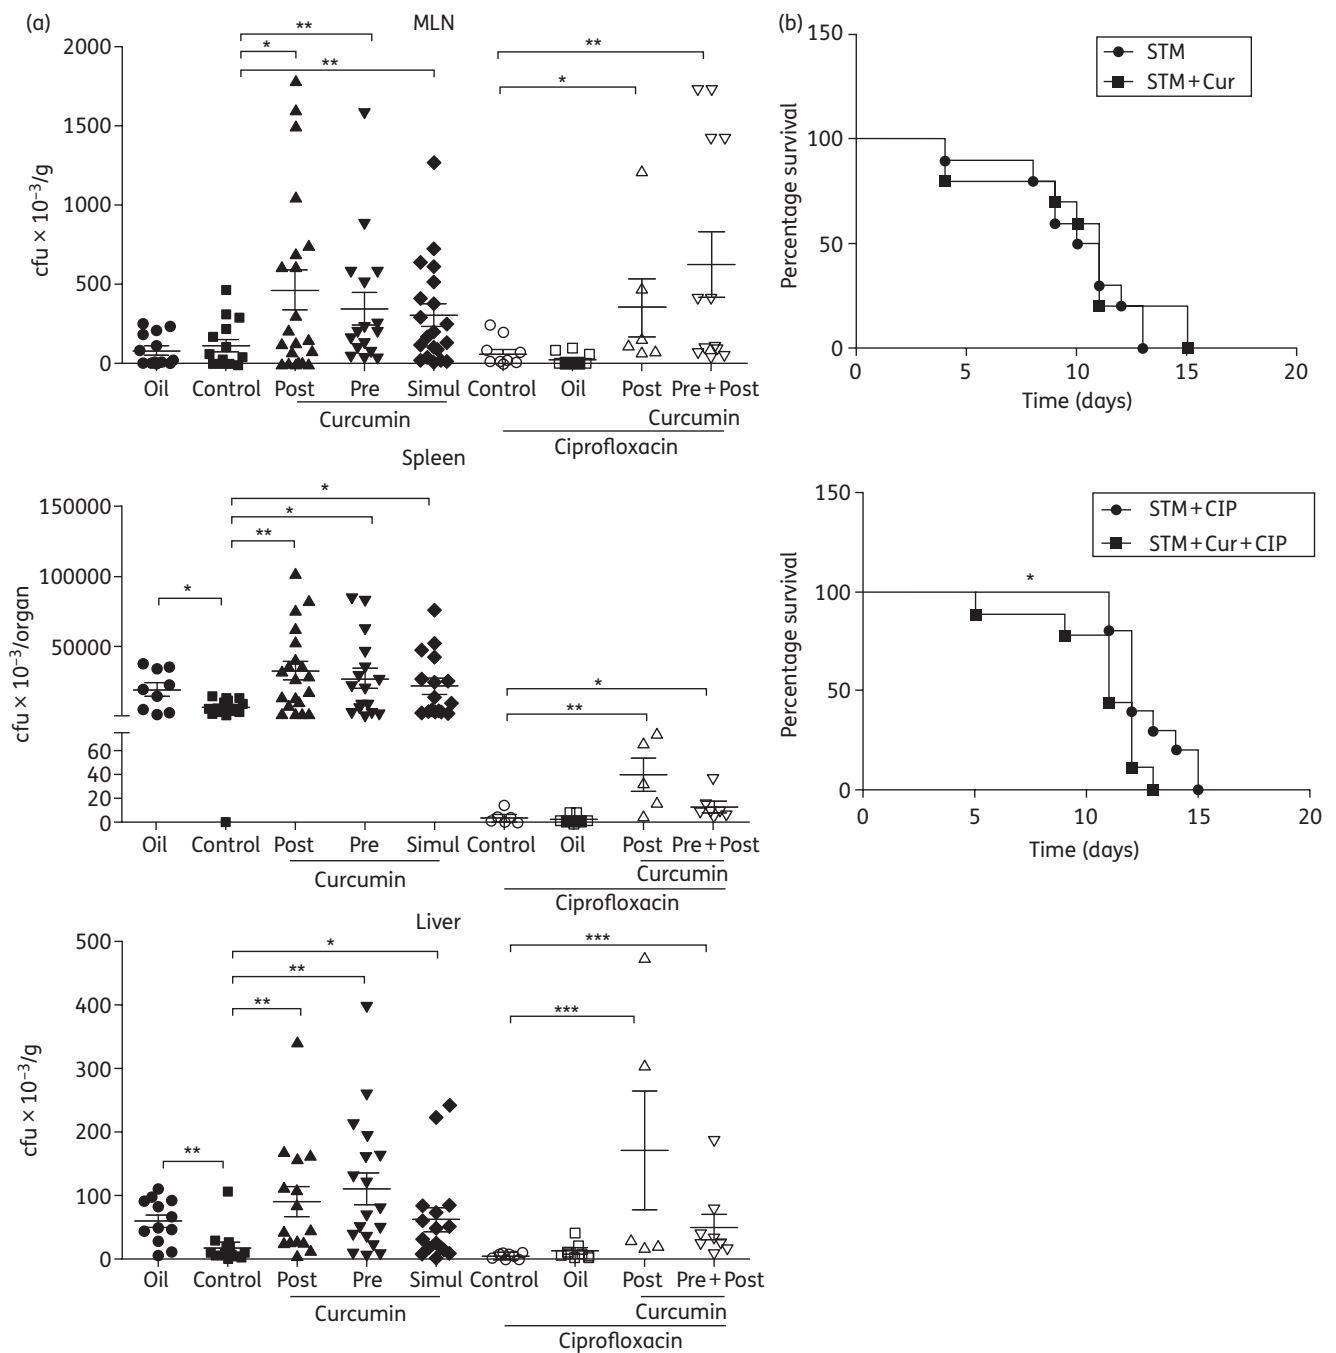 (a)
MLN
**
*
**
**
*
2000
1500
1000
500
0
cfu × 10⁻³/g
Oil Control Post Pre Simul Control Oil Post Pre+Post
Curcumin Curcumin
Ciprofloxacin
Spleen
*
*
**
*
*
**
150000
100000
50000
60
40
20
0
cfu × 10⁻³/organ
Oil Control Post Pre Simul Control Oil Post Pre+Post
Curcumin Curcumin
Ciprofloxacin
Liver
*
**
**
**
***
***
500
400
300
200
100
0
cfu × 10⁻³/g
Oil Control Post Pre Simul Control Oil Post Pre+Post
Curcumin Curcumin
Ciprofloxacin
(b)
STM
STM+Cur
150
100
50
0
Percentage survival
0 5 10 15 20
Time (days)
STM+CIP
STM+Cur+CIP
*
150
100
50
0
Percentage survival
0 5 10 15 20
Time (days)